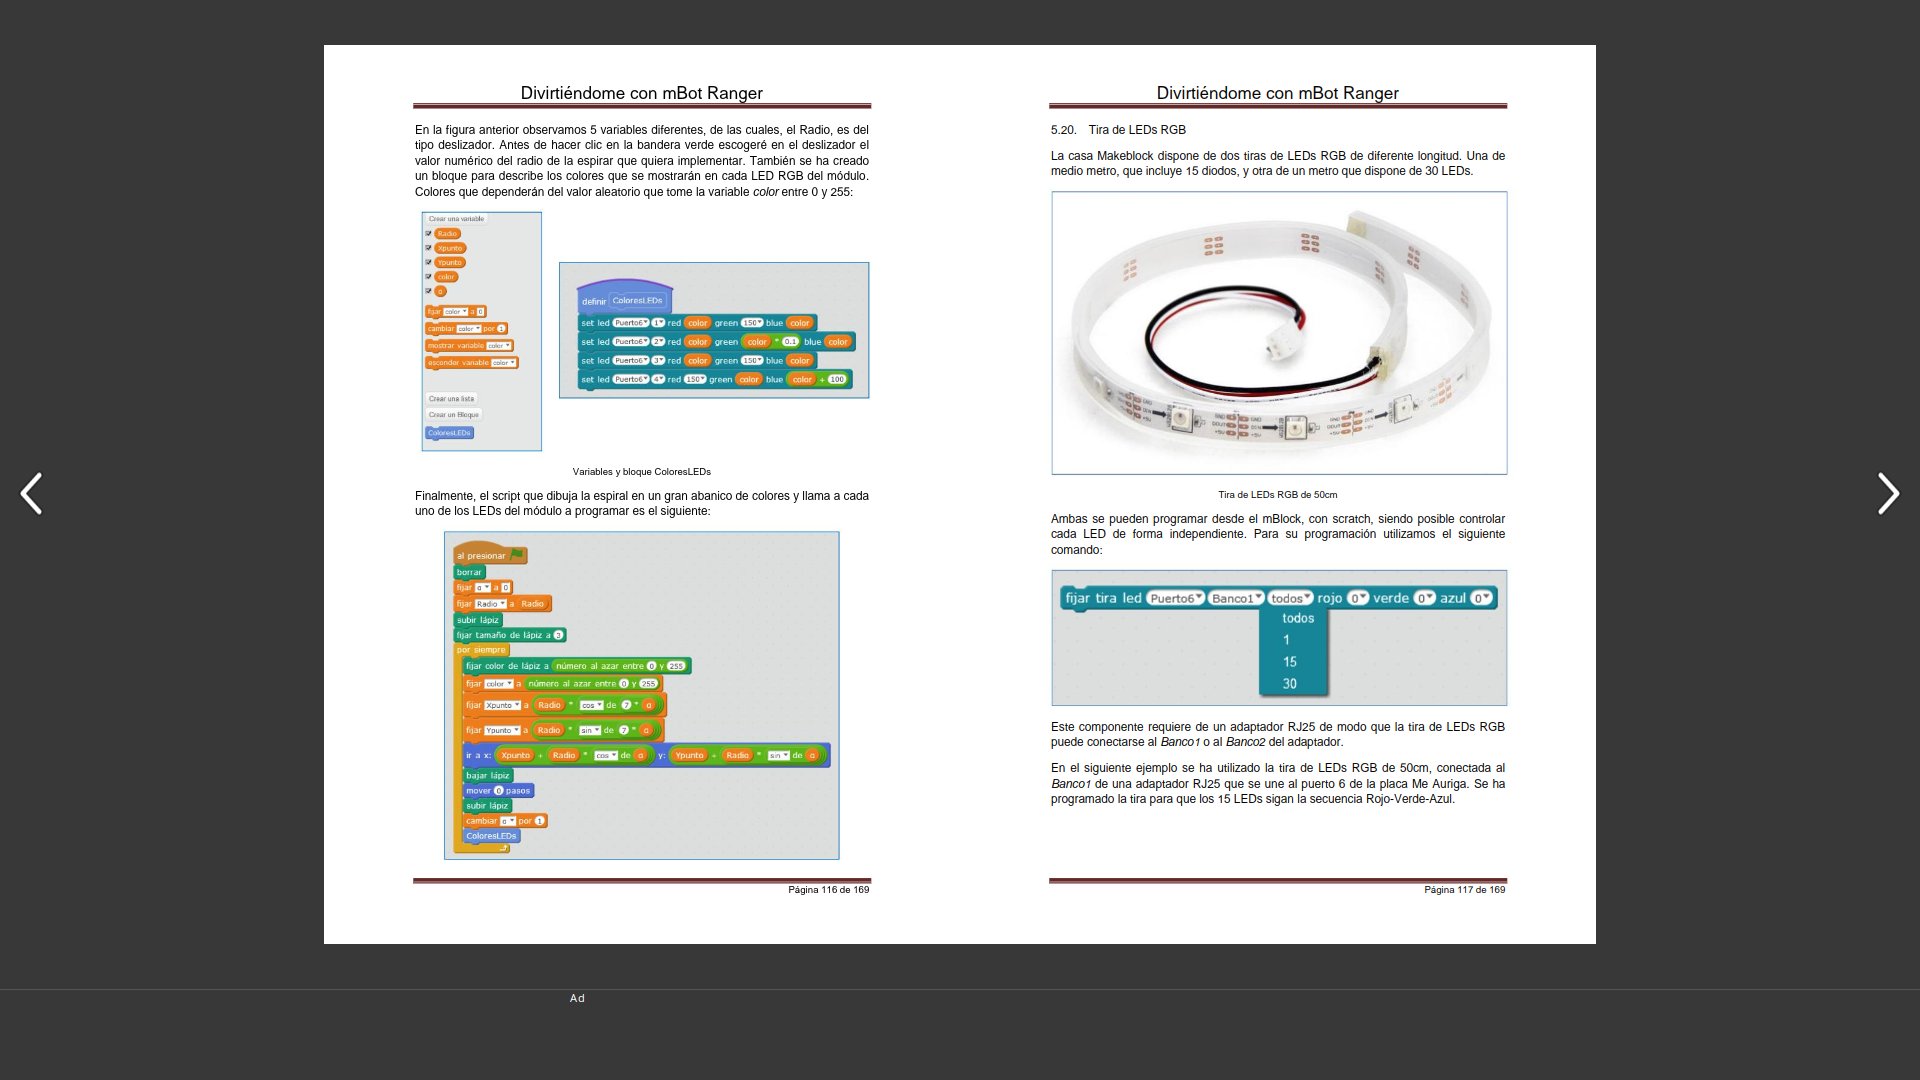 Divirtiéndome con mBot Ranger
En la figura anterior observamos 5 variables diferentes, de las cuales, el Radio, es del
tipo deslizador. Antes de hacer clic en la bandera verde escogeré en el deslizador el
valor numérico del radio de la espirar que quiera implementar. También se ha creado
un bloque para describe los colores que se mostrarán en cada LED RGB del módulo.
Colores que dependerán del valor aleatorio que tome la variable color entre 0 y 255:
Crear una variable
Radio
Xpunto
Ypunto
color
α
fijar color a 0
cambiar color por 1
mostrar variable color
esconder variable color
Crear una lista
Crear un Bloque
ColoresLEDs
definir ColoresLEDs
set led Puerto6 1 red color green 150 blue color
set led Puerto6 2 red color green color * 0.1 blue color
set led Puerto6 3 red color green 150 blue color
set led Puerto6 4 red 150 green color blue color + 100
Variables y bloque ColoresLEDs
Finalmente, el script que dibuja la espiral en un gran abanico de colores y llama a cada
uno de los LEDs del módulo a programar es el siguiente:
al presionar
borrar
fijar α a 0
fijar Radio a Radio
subir lápiz
fijar tamaño de lápiz a 3
por siempre
fijar color de lápiz a número al azar entre 0 y 255
fijar color a número al azar entre 0 y 255
fijar Xpunto a Radio * cos de 7 * α
fijar Ypunto a Radio * sin de 7 * α
ir a x: Xpunto + Radio * cos de α y: Ypunto + Radio * sin de α
bajar lápiz
mover 0 pasos
subir lápiz
cambiar α por 1
ColoresLEDs
Página 116 de 169
Divirtiéndome con mBot Ranger
5.20. Tira de LEDs RGB
La casa Makeblock dispone de dos tiras de LEDs RGB de diferente longitud. Una de
medio metro, que incluye 15 diodos, y otra de un metro que dispone de 30 LEDs.
GND
+5V
Tira de LEDs RGB de 50cm
Ambas se pueden programar desde el mBlock, con scratch, siendo posible controlar
cada LED de forma independiente. Para su programación utilizamos el siguiente
comando:
fijar tira led Puerto6 Banco1 todos rojo 0 verde 0 azul 0
todos
1
15
30
Este componente requiere de un adaptador RJ25 de modo que la tira de LEDs RGB
puede conectarse al Banco1 o al Banco2 del adaptador.
En el siguiente ejemplo se ha utilizado la tira de LEDs RGB de 50cm, conectada al
Banco1 de una adaptador RJ25 que se une al puerto 6 de la placa Me Auriga. Se ha
programado la tira para que los 15 LEDs sigan la secuencia Rojo-Verde-Azul.
Página 117 de 169
Ad